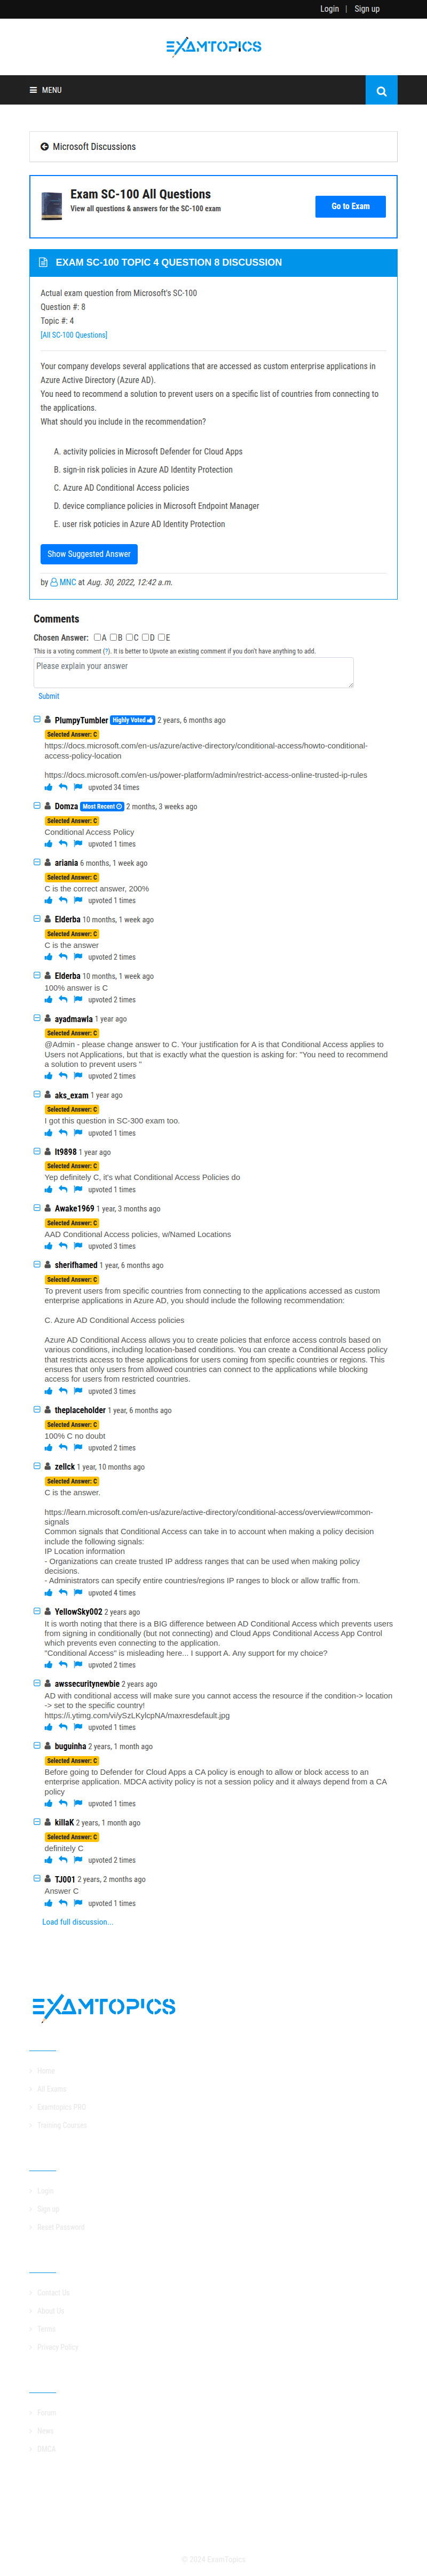 Login | Sign up
EXAMTOPICS
MENU
Microsoft Discussions
Exam SC-100 All Questions
View all questions & answers for the SC-100 exam
Go to Exam
EXAM SC-100 TOPIC 4 QUESTION 8 DISCUSSION
Actual exam question from Microsoft's SC-100
Question #: 8
Topic #: 4
[All SC-100 Questions]
Your company develops several applications that are accessed as custom enterprise applications in
Azure Active Directory (Azure AD).
You need to recommend a solution to prevent users on a specific list of countries from connecting to
the applications.
What should you include in the recommendation?
A. activity policies in Microsoft Defender for Cloud Apps
B. sign-in risk policies in Azure AD Identity Protection
C. Azure AD Conditional Access policies
D. device compliance policies in Microsoft Endpoint Manager
E. user risk poticies in Azure AD Identity Protection
Show Suggested Answer
by MNC at Aug. 30, 2022, 12:42 a.m.
Comments
Chosen Answer: A B C D E
This is a voting comment (?). It is better to Upvote an existing comment if you don't have anything to add.
Please explain your answer
Submit
PlumpyTumbler Highly Voted 2 years, 6 months ago
Selected Answer: C
https://docs.microsoft.com/en-us/azure/active-directory/conditional-access/howto-conditional-
access-policy-location
https://docs.microsoft.com/en-us/power-platform/admin/restrict-access-online-trusted-ip-rules
upvoted 34 times
Domza Most Recent 2 months, 3 weeks ago
Selected Answer: C
Conditional Access Policy
upvoted 1 times
ariania 6 months, 1 week ago
Selected Answer: C
C is the correct answer, 200%
upvoted 1 times
Elderba 10 months, 1 week ago
Selected Answer: C
C is the answer
upvoted 2 times
Elderba 10 months, 1 week ago
100% answer is C
upvoted 2 times
ayadmawla 1 year ago
Selected Answer: C
@Admin - please change answer to C. Your justification for A is that Conditional Access applies to
Users not Applications, but that is exactly what the question is asking for: "You need to recommend
a solution to prevent users "
upvoted 2 times
aks_exam 1 year ago
Selected Answer: C
I got this question in SC-300 exam too.
upvoted 1 times
lt9898 1 year ago
Selected Answer: C
Yep definitely C, it's what Conditional Access Policies do
upvoted 1 times
Awake1969 1 year, 3 months ago
Selected Answer: C
AAD Conditional Access policies, w/Named Locations
upvoted 3 times
sherifhamed 1 year, 6 months ago
Selected Answer: C
To prevent users from specific countries from connecting to the applications accessed as custom
enterprise applications in Azure AD, you should include the following recommendation:
C. Azure AD Conditional Access policies
Azure AD Conditional Access allows you to create policies that enforce access controls based on
various conditions, including location-based conditions. You can create a Conditional Access policy
that restricts access to these applications for users coming from specific countries or regions. This
ensures that only users from allowed countries can connect to the applications while blocking
access for users from restricted countries.
upvoted 3 times
theplaceholder 1 year, 6 months ago
Selected Answer: C
100% C no doubt
upvoted 2 times
zellck 1 year, 10 months ago
Selected Answer: C
C is the answer.
https://learn.microsoft.com/en-us/azure/active-directory/conditional-access/overview#common-
signals
Common signals that Conditional Access can take in to account when making a policy decision
include the following signals:
IP Location information
- Organizations can create trusted IP address ranges that can be used when making policy
decisions.
- Administrators can specify entire countries/regions IP ranges to block or allow traffic from.
upvoted 4 times
YellowSky002 2 years ago
It is worth noting that there is a BIG difference between AD Conditional Access which prevents users
from signing in conditionally (but not connecting) and Cloud Apps Conditional Access App Control
which prevents even connecting to the application.
"Conditional Access" is misleading here... I support A. Any support for my choice?
upvoted 2 times
awssecuritynewbie 2 years ago
AD with conditional access will make sure you cannot access the resource if the condition-> location
-> set to the specific country!
https://i.ytimg.com/vi/ySzLKylcpNA/maxresdefault.jpg
upvoted 1 times
buguinha 2 years, 1 month ago
Selected Answer: C
Before going to Defender for Cloud Apps a CA policy is enough to allow or block access to an
enterprise application. MDCA activity policy is not a session policy and it always depend from a CA
policy
upvoted 1 times
killaK 2 years, 1 month ago
Selected Answer: C
definitely C
upvoted 2 times
TJ001 2 years, 2 months ago
Answer C
upvoted 1 times
Load full discussion...
EXAMTOPICS
Home
All Exams
Examtopics PRO
Training Courses
Login
Sign up
Reset Password
Contact Us
About Us
Terms
Privacy Policy
Forum
News
DMCA
© 2024 ExamTopics